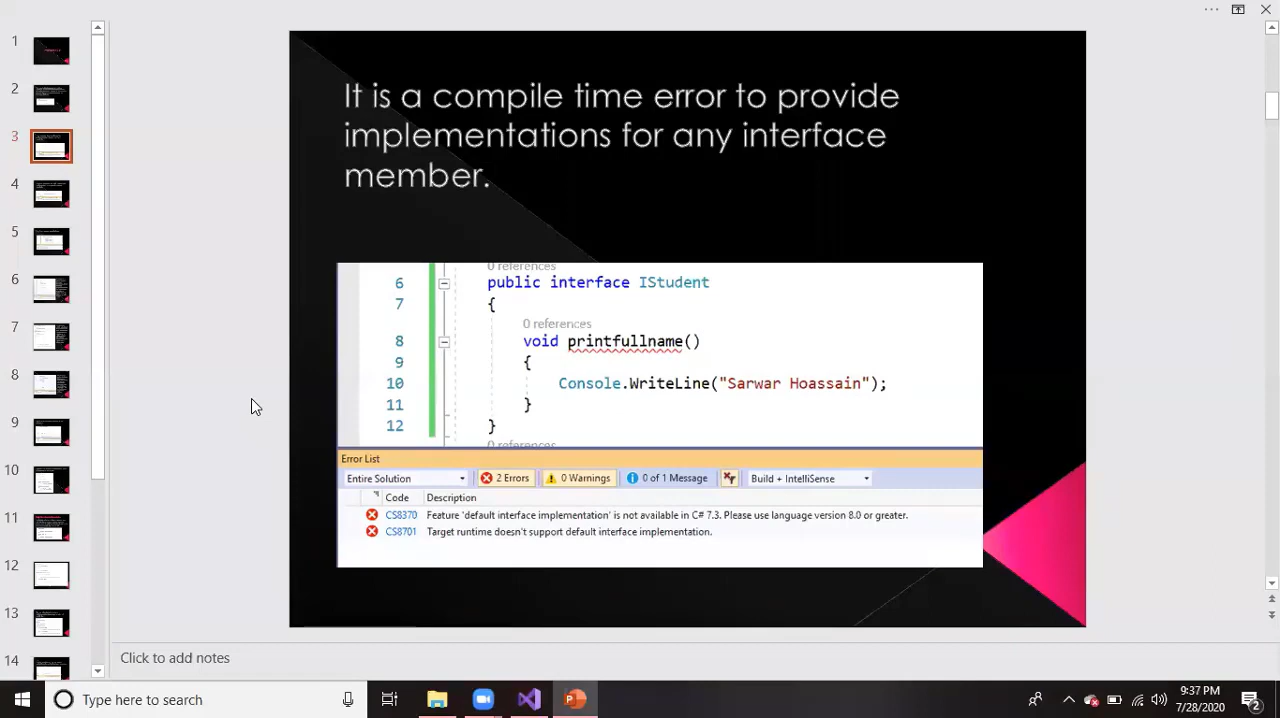 It is a compile time error to provide
implementations for any interface
member.
0 references
6 public interface IStudent
7 {
0 references
8 void printfullname()
9 {
10 Console.WriteLine("Sarwar Hoassain");
11 }
12 }
0 references
Error List
Entire Solution 2 Errors 0 Warnings 0 of 1 Message Build + IntelliSense
Code Description
CS8370 Feature 'default interface implementation' is not available in C# 7.3. Please use language version 8.0 or greater.
CS8701 Target runtime doesn't support default interface implementation.
1
2
3
4
5
10
12
13
14
Click to add notes
Type here to search
9:37 PM
7/28/2020
2